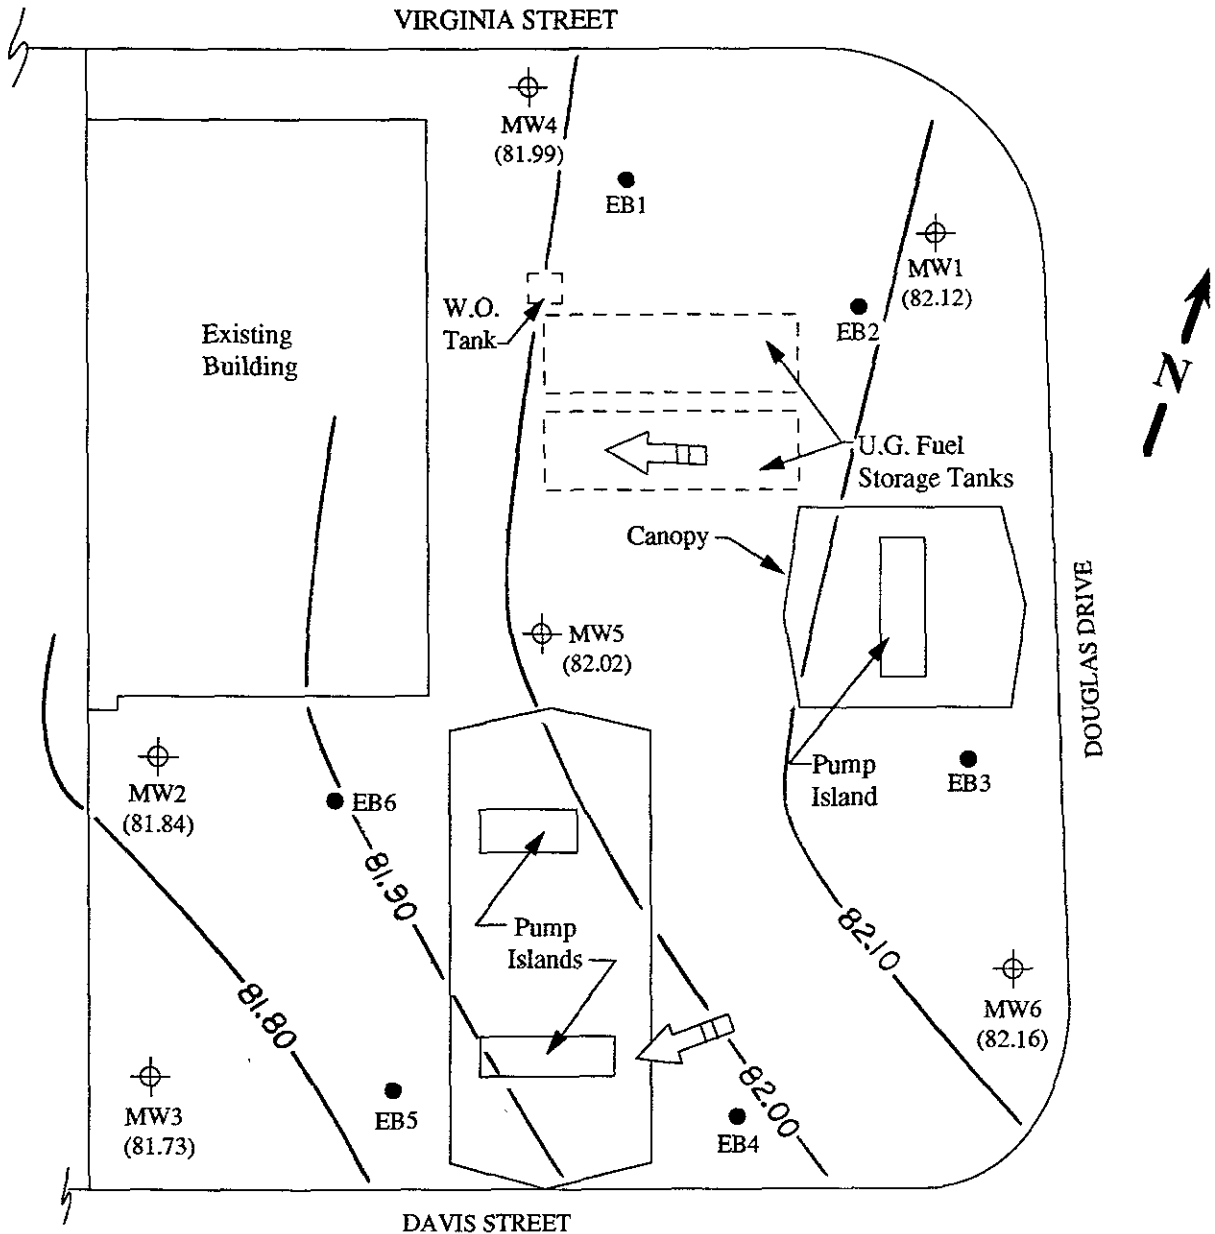 VIRGINIA STREET
MW4
(81.99)
EB1
MW1
(82.12)
W.O.
Tank
EB2
Existing
Building
N
U.G. Fuel
Storage Tanks
Canopy
MW5
(82.02)
DOUGLAS DRIVE
Pump
Island
EB3
MW2
(81.84)
EB6
81.90
Pump
Islands
82.10
81.80
MW6
(82.16)
82.00
MW3
(81.73)
EB5
EB4
DAVIS STREET